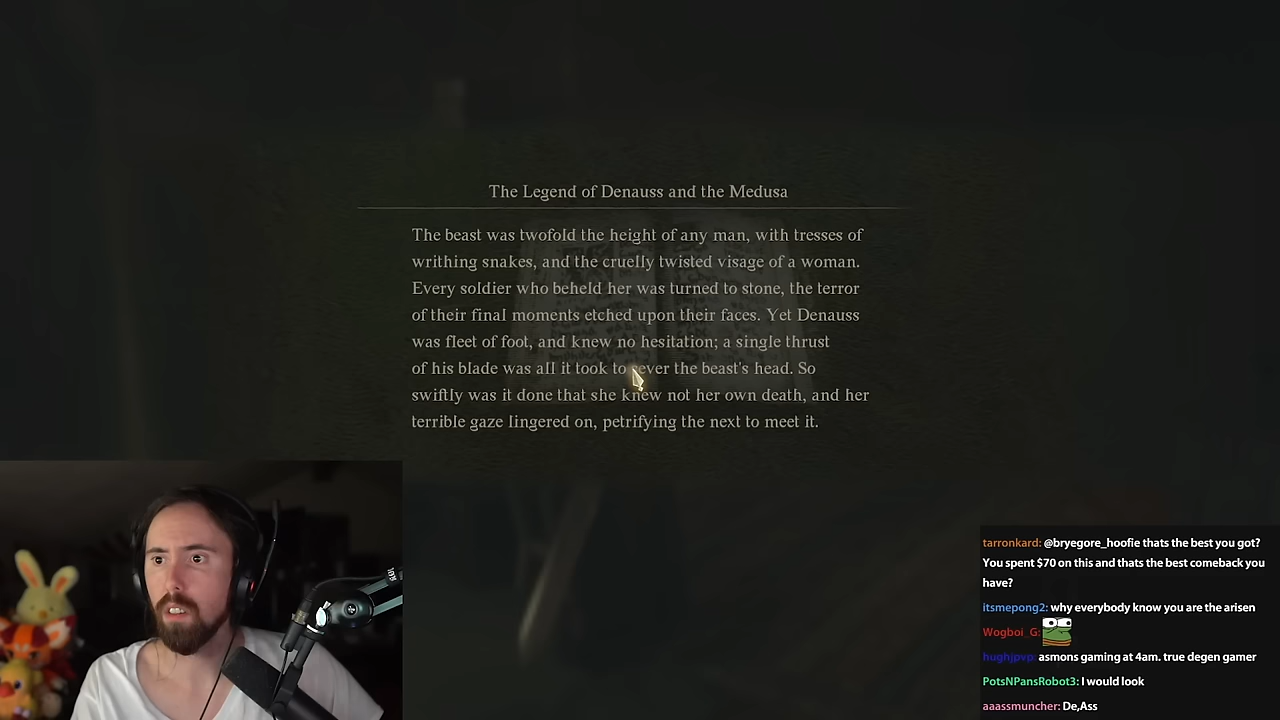 The Legend of Denauss and the Medusa
The beast was twofold the height of any man, with tresses of
writhing snakes, and the cruelly twisted visage of a woman.
Every soldier who beheld her was turned to stone, the terror
of their final moments etched upon their faces. Yet Denauss
was fleet of foot, and knew no hesitation; a single thrust
of his blade was all it took to sever the beast's head. So
swiftly was it done that she knew not her own death, and her
terrible gaze lingered on, petrifying the next to meet it.
tarronkard: @bryegore_hoofie thats the best you got?
You spent $70 on this and thats the best comeback you
have?
itsmepong2: why everybody know you are the arisen
Wogboi_G:
hughjpvp: asmons gaming at 4am. true degen gamer
PotsNPansRobot3: I would look
aaassmuncher: De,Ass